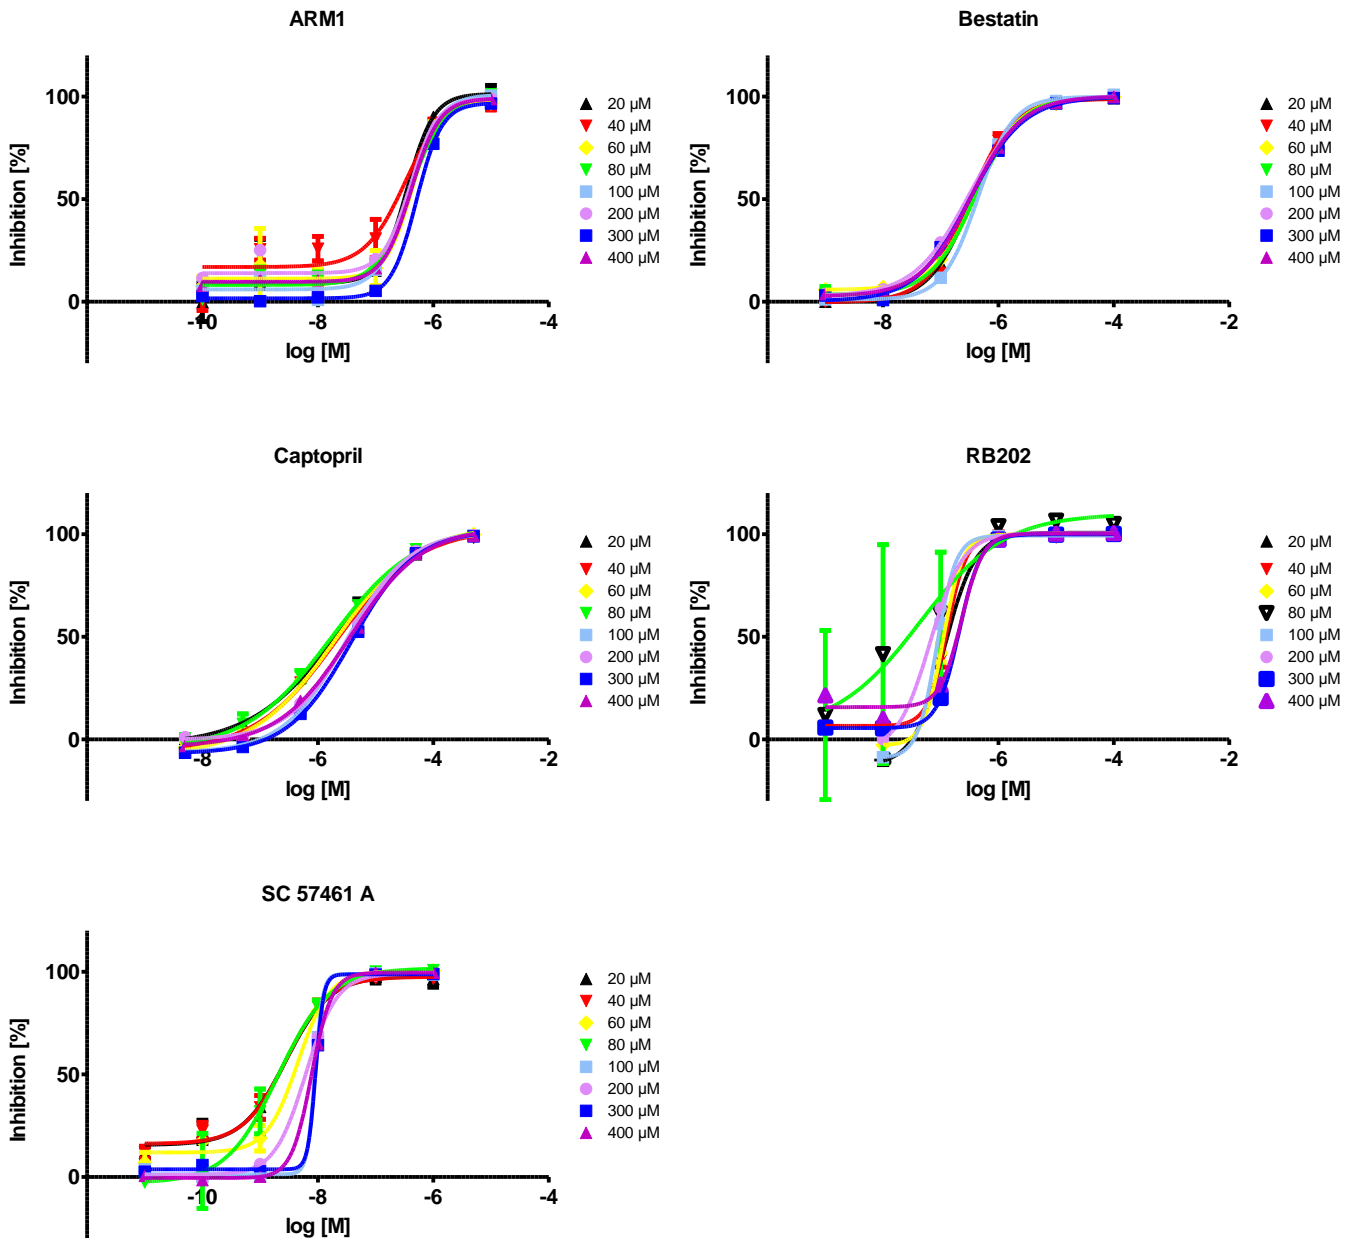 ARM1
Inhibition [%]
100
50
0
-10
-8
-6
-4
log [M]
20 µM
40 µM
60 µM
80 µM
100 µM
200 µM
300 µM
400 µM
Bestatin
Inhibition [%]
100
50
0
-8
-6
-4
-2
log [M]
20 µM
40 µM
60 µM
80 µM
100 µM
200 µM
300 µM
400 µM
Captopril
Inhibition [%]
100
50
0
-8
-6
-4
-2
log [M]
20 µM
40 µM
60 µM
80 µM
100 µM
200 µM
300 µM
400 µM
RB202
Inhibition [%]
100
50
0
-8
-6
-4
-2
log [M]
20 µM
40 µM
60 µM
80 µM
100 µM
200 µM
300 µM
400 µM
SC 57461 A
Inhibition [%]
100
50
0
-10
-8
-6
-4
log [M]
20 µM
40 µM
60 µM
80 µM
100 µM
200 µM
300 µM
400 µM